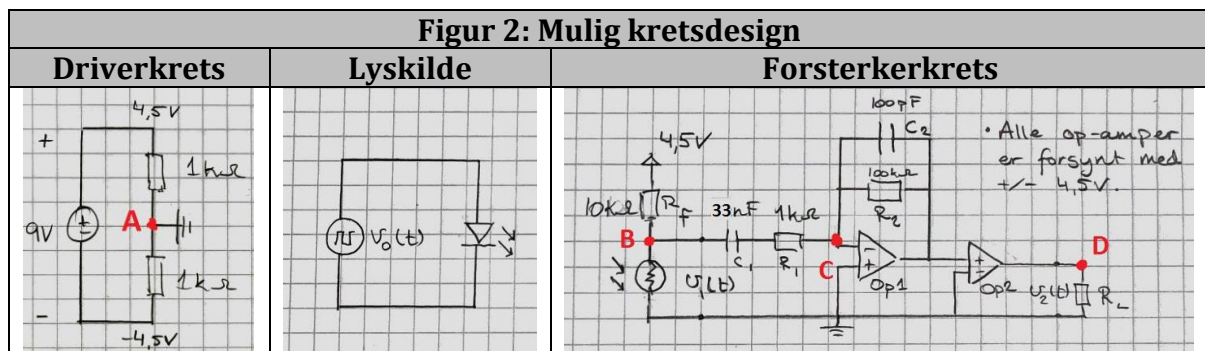 Figur 2: Mulig kretsdesign
Driverkrets
Lyskilde
Forsterkerkrets
4,5V
+
1kΩ
9V
A
1kΩ
-
-4,5V
V₀(t)
100pF
C₂
100kΩ
R₂
• Alle op-amper
er forsynt med
+/- 4,5V.
4,5V
10kΩ
R_f
33nF
1kΩ
B
C₁
R₁
C
V₁(t)
Op1
Op2
D
V₂(t)
R_L